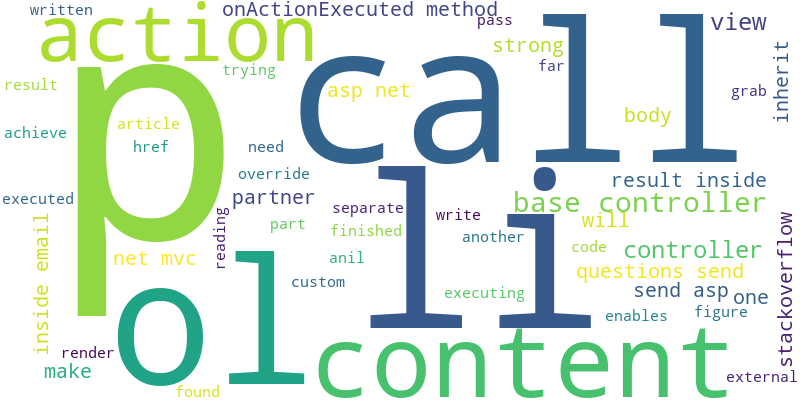 written
onActionExecuted method
action
pass
view
strong
call
far
trying
result
asp net
grab
inherit
p
body
article
achieve
href
need
override
li
result inside
executed
partner
base controller
separate
write
will
reading
part
finished
another
code
controller
stackoverflow
inside email
net mvc
anil
ol
questions send
custom
executing
send asp
one
enables
figure
content
render
make
external
found